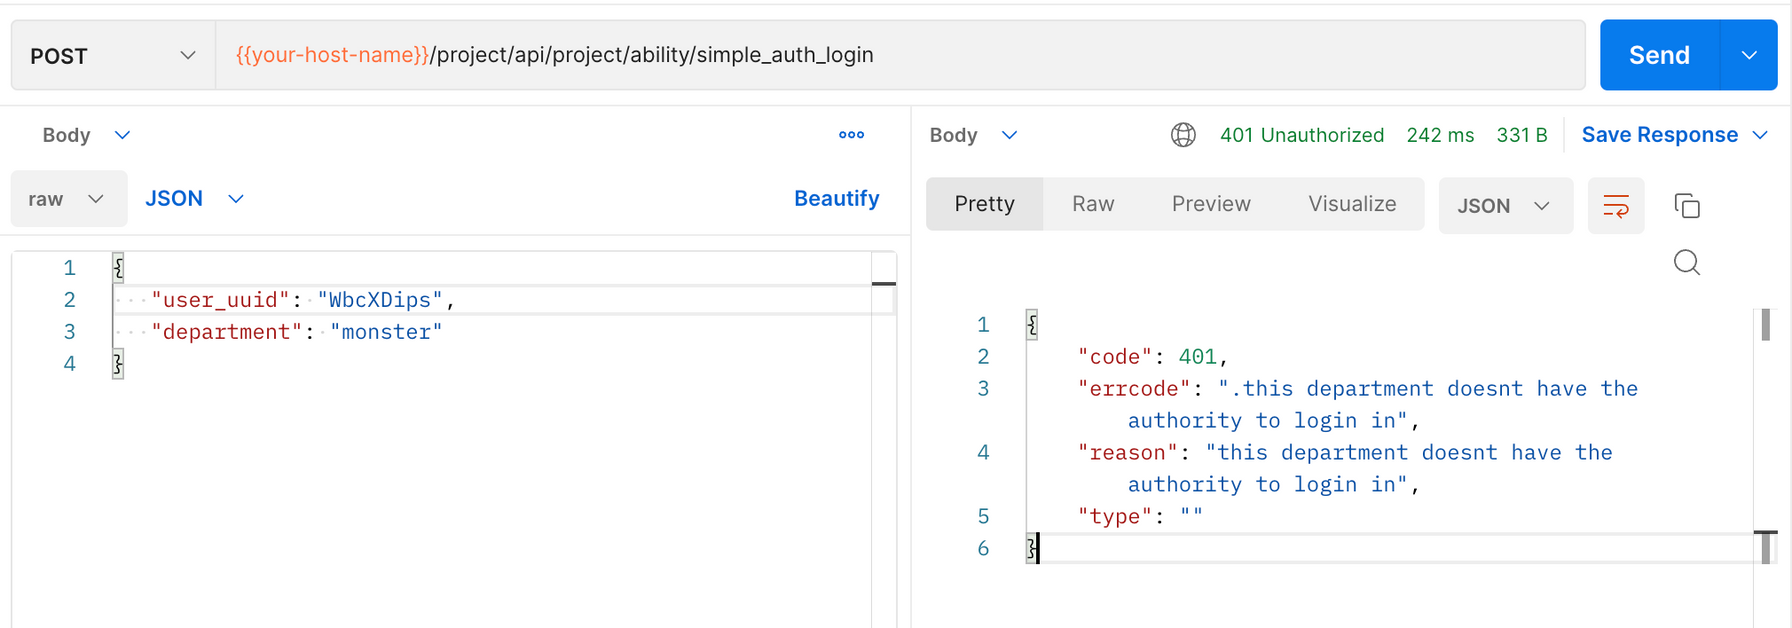 POST {{your-host-name}}/project/api/project/ability/simple_auth_login Send
Body
raw JSON Beautify
1 {
2 "user_uuid": "WbcXDips",
3 "department": "monster"
4 }
Body 401 Unauthorized 242 ms 331 B Save Response
Pretty Raw Preview Visualize JSON
1 {
2 "code": 401,
3 "errcode": ".this department doesnt have the
authority to login in",
4 "reason": "this department doesnt have the
authority to login in",
5 "type": ""
6 }